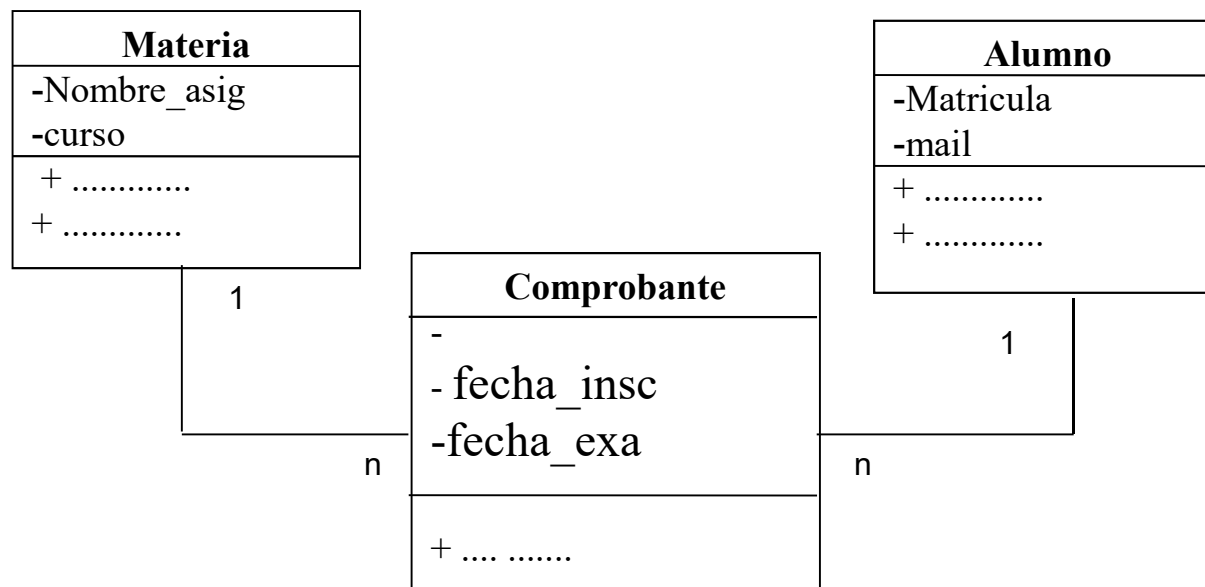 Materia
-Nombre_asig
-curso
+ .............
+ .............
1
Alumno
-Matricula
-mail
+ .............
+ .............
1
Comprobante
-
- fecha_insc
-fecha_exa
+ .... .......
n
n